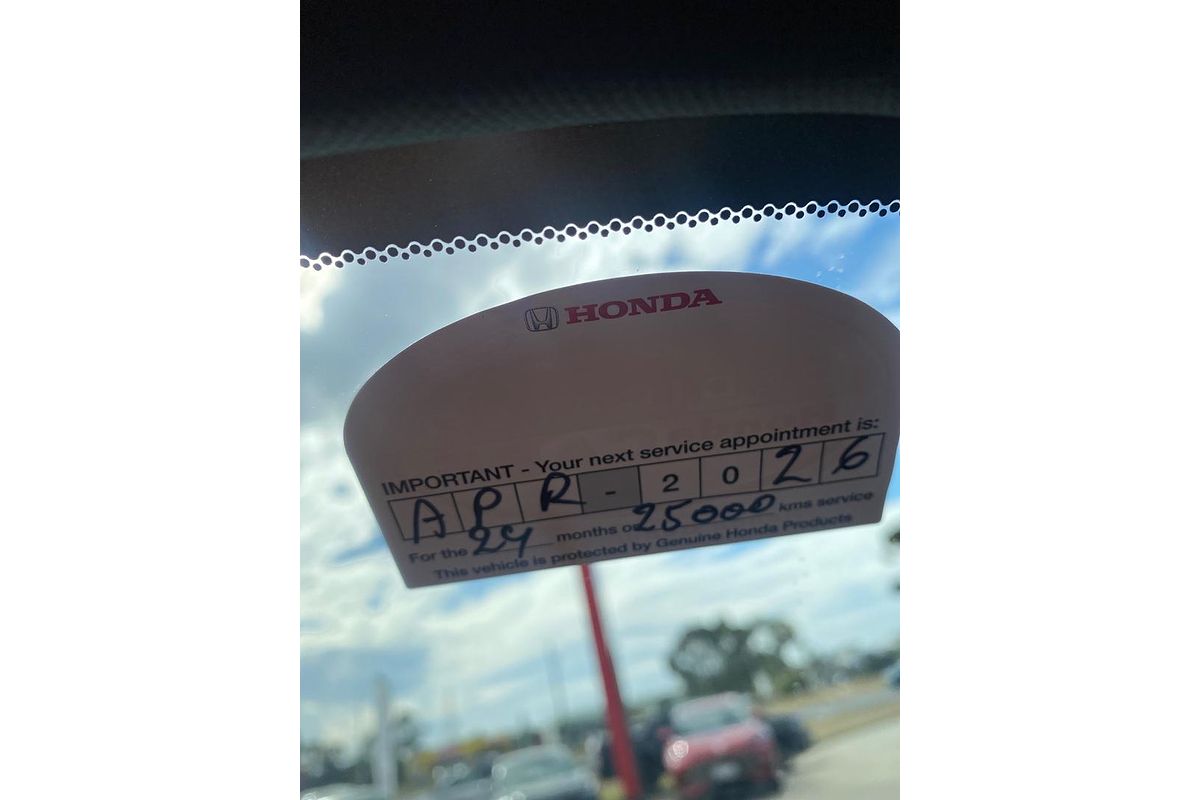 HONDA
IMPORTANT - Your next service appointment is:
APR - 2026
For the 24 months or 25000 kms service
This vehicle is protected by Genuine Honda Products